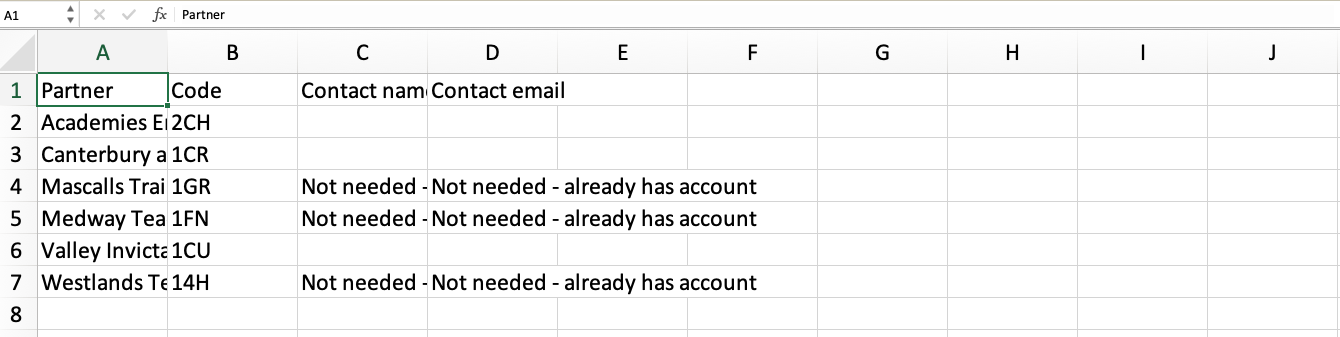 A1 fx Partner
A B C D E F G H I J
1 Partner Code Contact nam Contact email
2 Academies 2CH
3 Canterbury a 1CR
4 Mascalls Trai 1GR Not needed - Not needed - already has account
5 Medway Tea 1FN Not needed - Not needed - already has account
6 Valley Invicta 1CU
7 Westlands Te 14H Not needed - Not needed - already has account
8